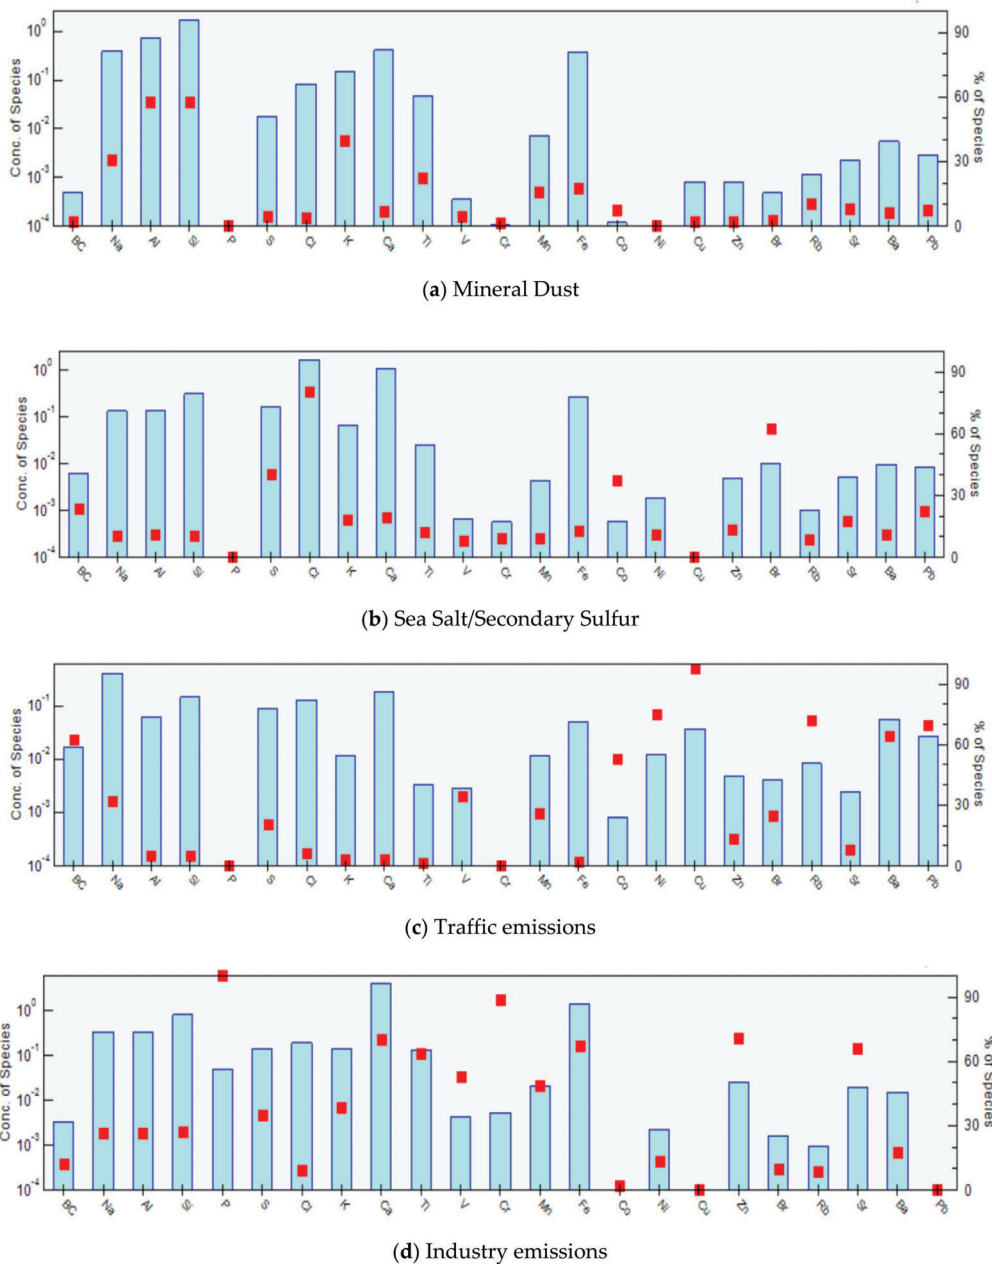 Conc. of Species
10⁰
10⁻¹
10⁻²
10⁻³
10⁻⁴
90
60
30
0
% of Species
BC Na Al Si P S Cl K Ca Ti V Cr Mn Fe Co Ni Cu Zn Br Rb Sr Ba Pb
(a) Mineral Dust
Conc. of Species
10⁰
10⁻¹
10⁻²
10⁻³
10⁻⁴
90
60
30
0
% of Species
BC Na Al Si P S Cl K Ca Ti V Cr Mn Fe Co Ni Cu Zn Br Rb Sr Ba Pb
(b) Sea Salt/Secondary Sulfur
Conc. of Species
10⁻¹
10⁻²
10⁻³
10⁻⁴
90
60
30
0
% of Species
BC Na Al Si P S Cl K Ca Ti V Cr Mn Fe Co Ni Cu Zn Br Rb Sr Ba Pb
(c) Traffic emissions
Conc. of Species
10⁰
10⁻¹
10⁻²
10⁻³
10⁻⁴
90
60
30
0
% of Species
BC Na Al Si P S Cl K Ca Ti V Cr Mn Fe Co Ni Cu Zn Br Rb Sr Ba Pb
(d) Industry emissions